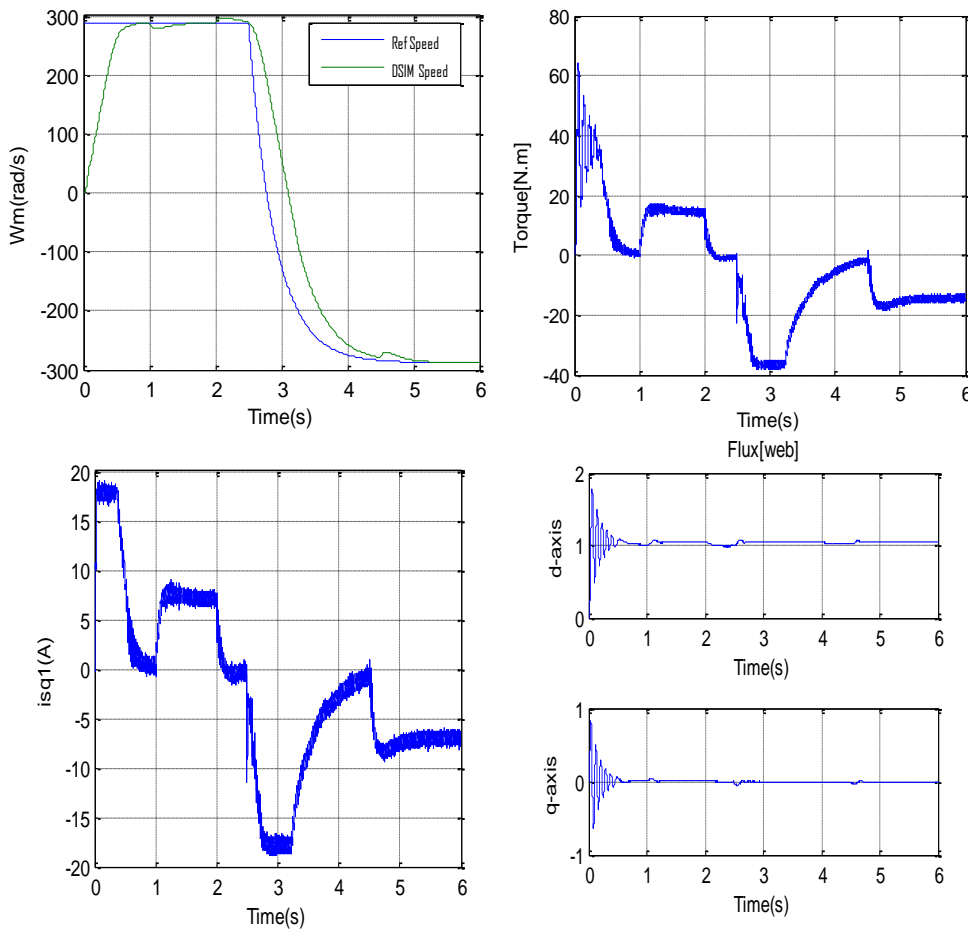 300
200
100
0
-100
-200
-300
Wm(rad/s)
Ref Speed
DSIM Speed
0 1 2 3 4 5 6
Time(s)
80
60
40
20
0
-20
-40
Torque[N.m]
0 1 2 3 4 5 6
Time(s)
20
15
10
5
0
-5
-10
-15
-20
isq1(A)
0 1 2 3 4 5 6
Time(s)
Flux[web]
2
1
0
d-axis
0 1 2 3 4 5 6
Time(s)
1
0
-1
q-axis
0 1 2 3 4 5 6
Time(s)